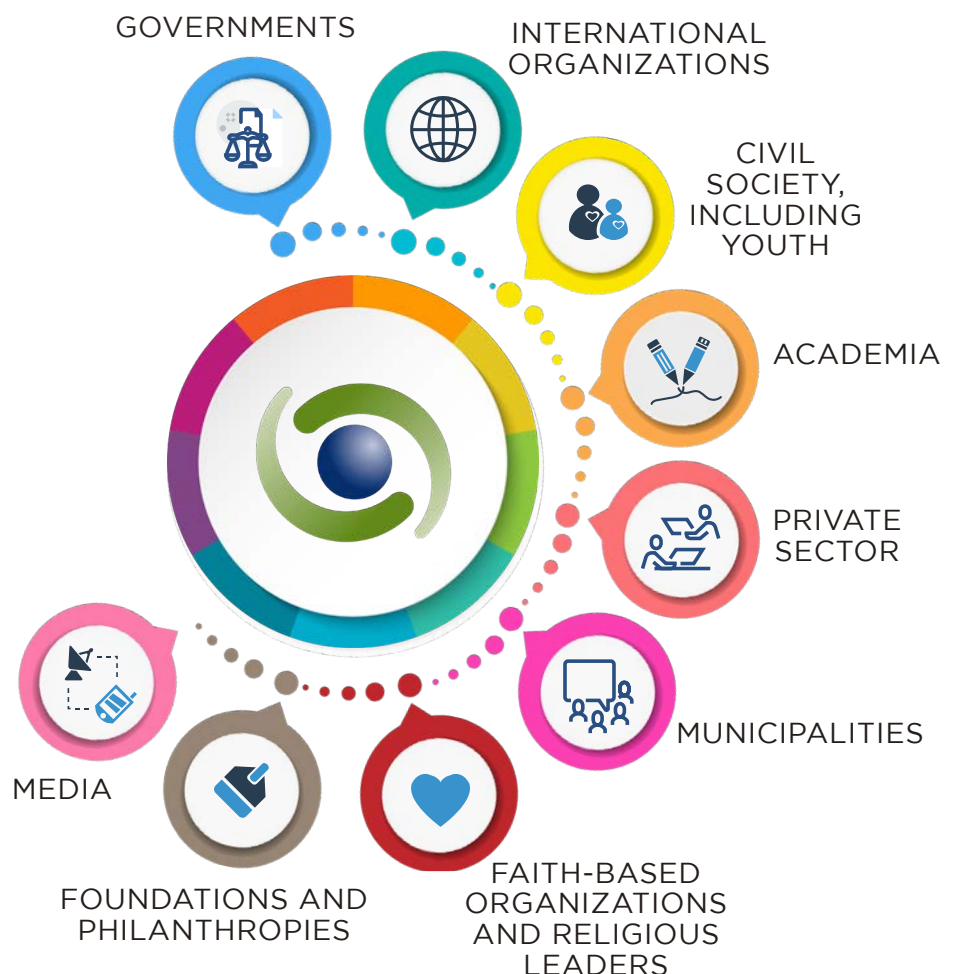 GOVERNMENTS
INTERNATIONAL
ORGANIZATIONS
CIVIL
SOCIETY,
INCLUDING
YOUTH
ACADEMIA
PRIVATE
SECTOR
MUNICIPALITIES
FAITH-BASED
ORGANIZATIONS
AND RELIGIOUS
LEADERS
FOUNDATIONS AND
PHILANTHROPIES
MEDIA